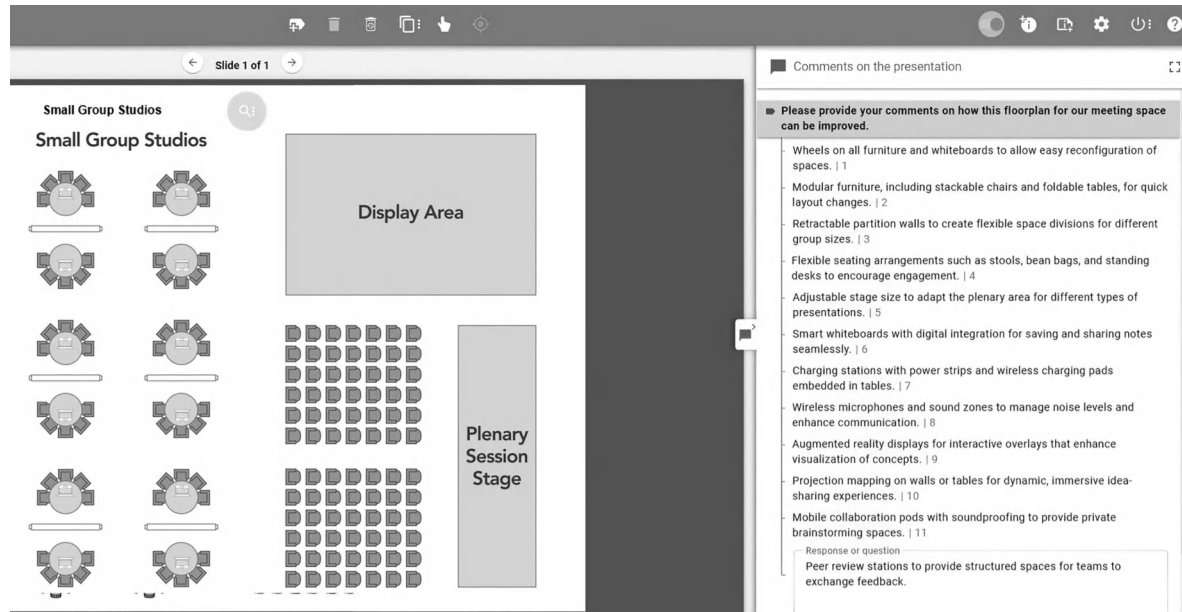 Slide 1 of 1
Small Group Studios
Small Group Studios
Display Area
Plenary
Session
Stage
Comments on the presentation
Please provide your comments on how this floorplan for our meeting space
can be improved.
Wheels on all furniture and whiteboards to allow easy reconfiguration of
spaces. | 1
Modular furniture, including stackable chairs and foldable tables, for quick
layout changes. | 2
Retractable partition walls to create flexible space divisions for different
group sizes. | 3
Flexible seating arrangements such as stools, bean bags, and standing
desks to encourage engagement. | 4
Adjustable stage size to adapt the plenary area for different types of
presentations. | 5
Smart whiteboards with digital integration for saving and sharing notes
seamlessly. | 6
Charging stations with power strips and wireless charging pads
embedded in tables. | 7
Wireless microphones and sound zones to manage noise levels and
enhance communication. | 8
Augmented reality displays for interactive overlays that enhance
visualization of concepts. | 9
Projection mapping on walls or tables for dynamic, immersive idea-
sharing experiences. | 10
Mobile collaboration pods with soundproofing to provide private
brainstorming spaces. | 11
Response or question
Peer review stations to provide structured spaces for teams to
exchange feedback.